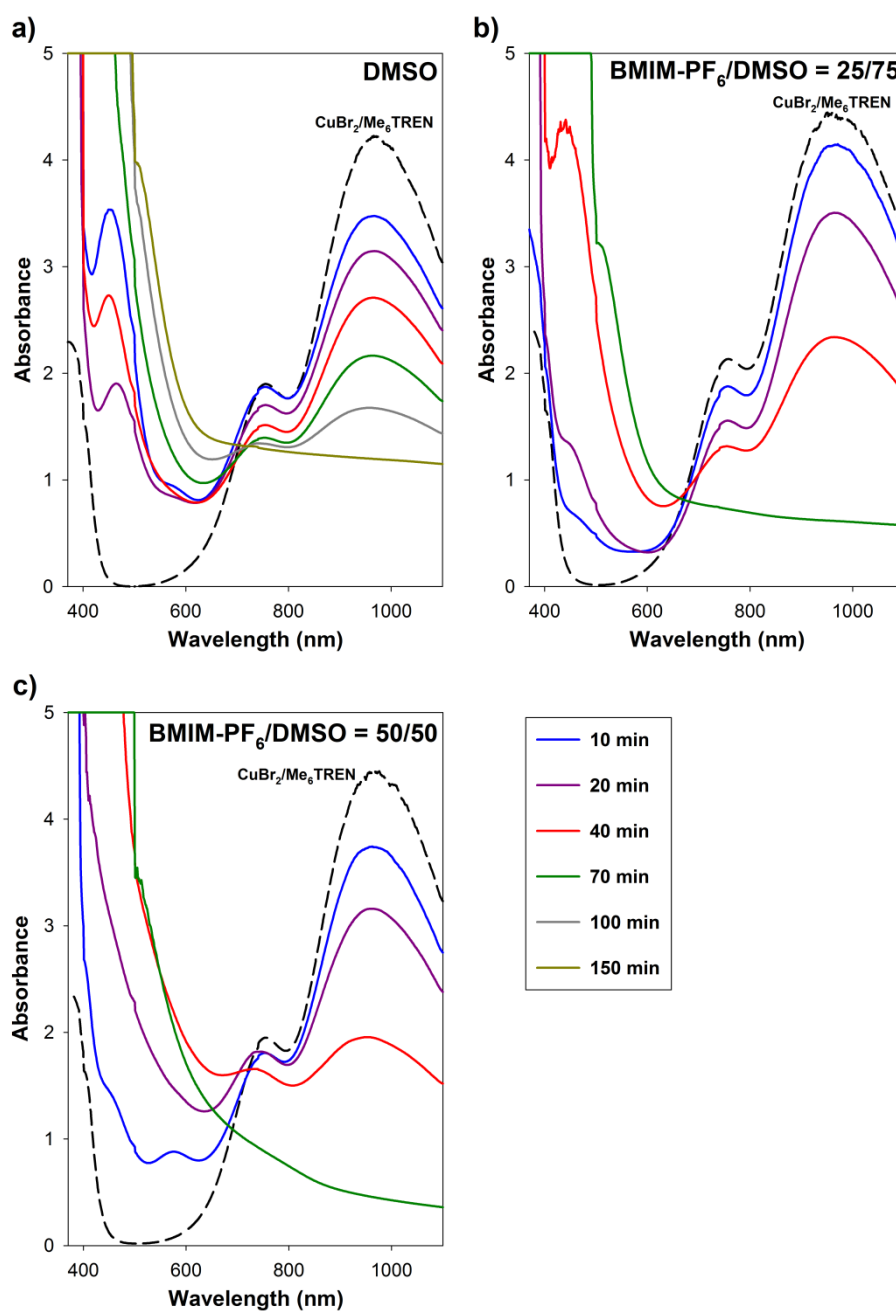 a)
DMSO
CuBr₂/Me₆TREN
5
4
3
2
1
0
Absorbance
400 600 800 1000
Wavelength (nm)
b)
BMIM-PF₆/DMSO = 25/75
CuBr₂/Me₆TREN
5
4
3
2
1
0
Absorbance
400 600 800 1000
Wavelength (nm)
c)
BMIM-PF₆/DMSO = 50/50
CuBr₂/Me₆TREN
5
4
3
2
1
0
Absorbance
400 600 800 1000
Wavelength (nm)
10 min
20 min
40 min
70 min
100 min
150 min